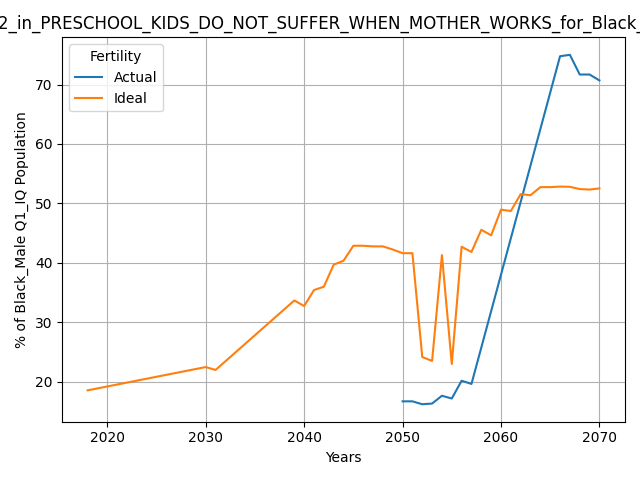 2_in_PRESCHOOL_KIDS_DO_NOT_SUFFER_WHEN_MOTHER_WORKS_for_Black_
Fertility
Actual
Ideal
% of Black_Male Q1_IQ Population
70
60
50
40
30
20
2020 2030 2040 2050 2060 2070
Years